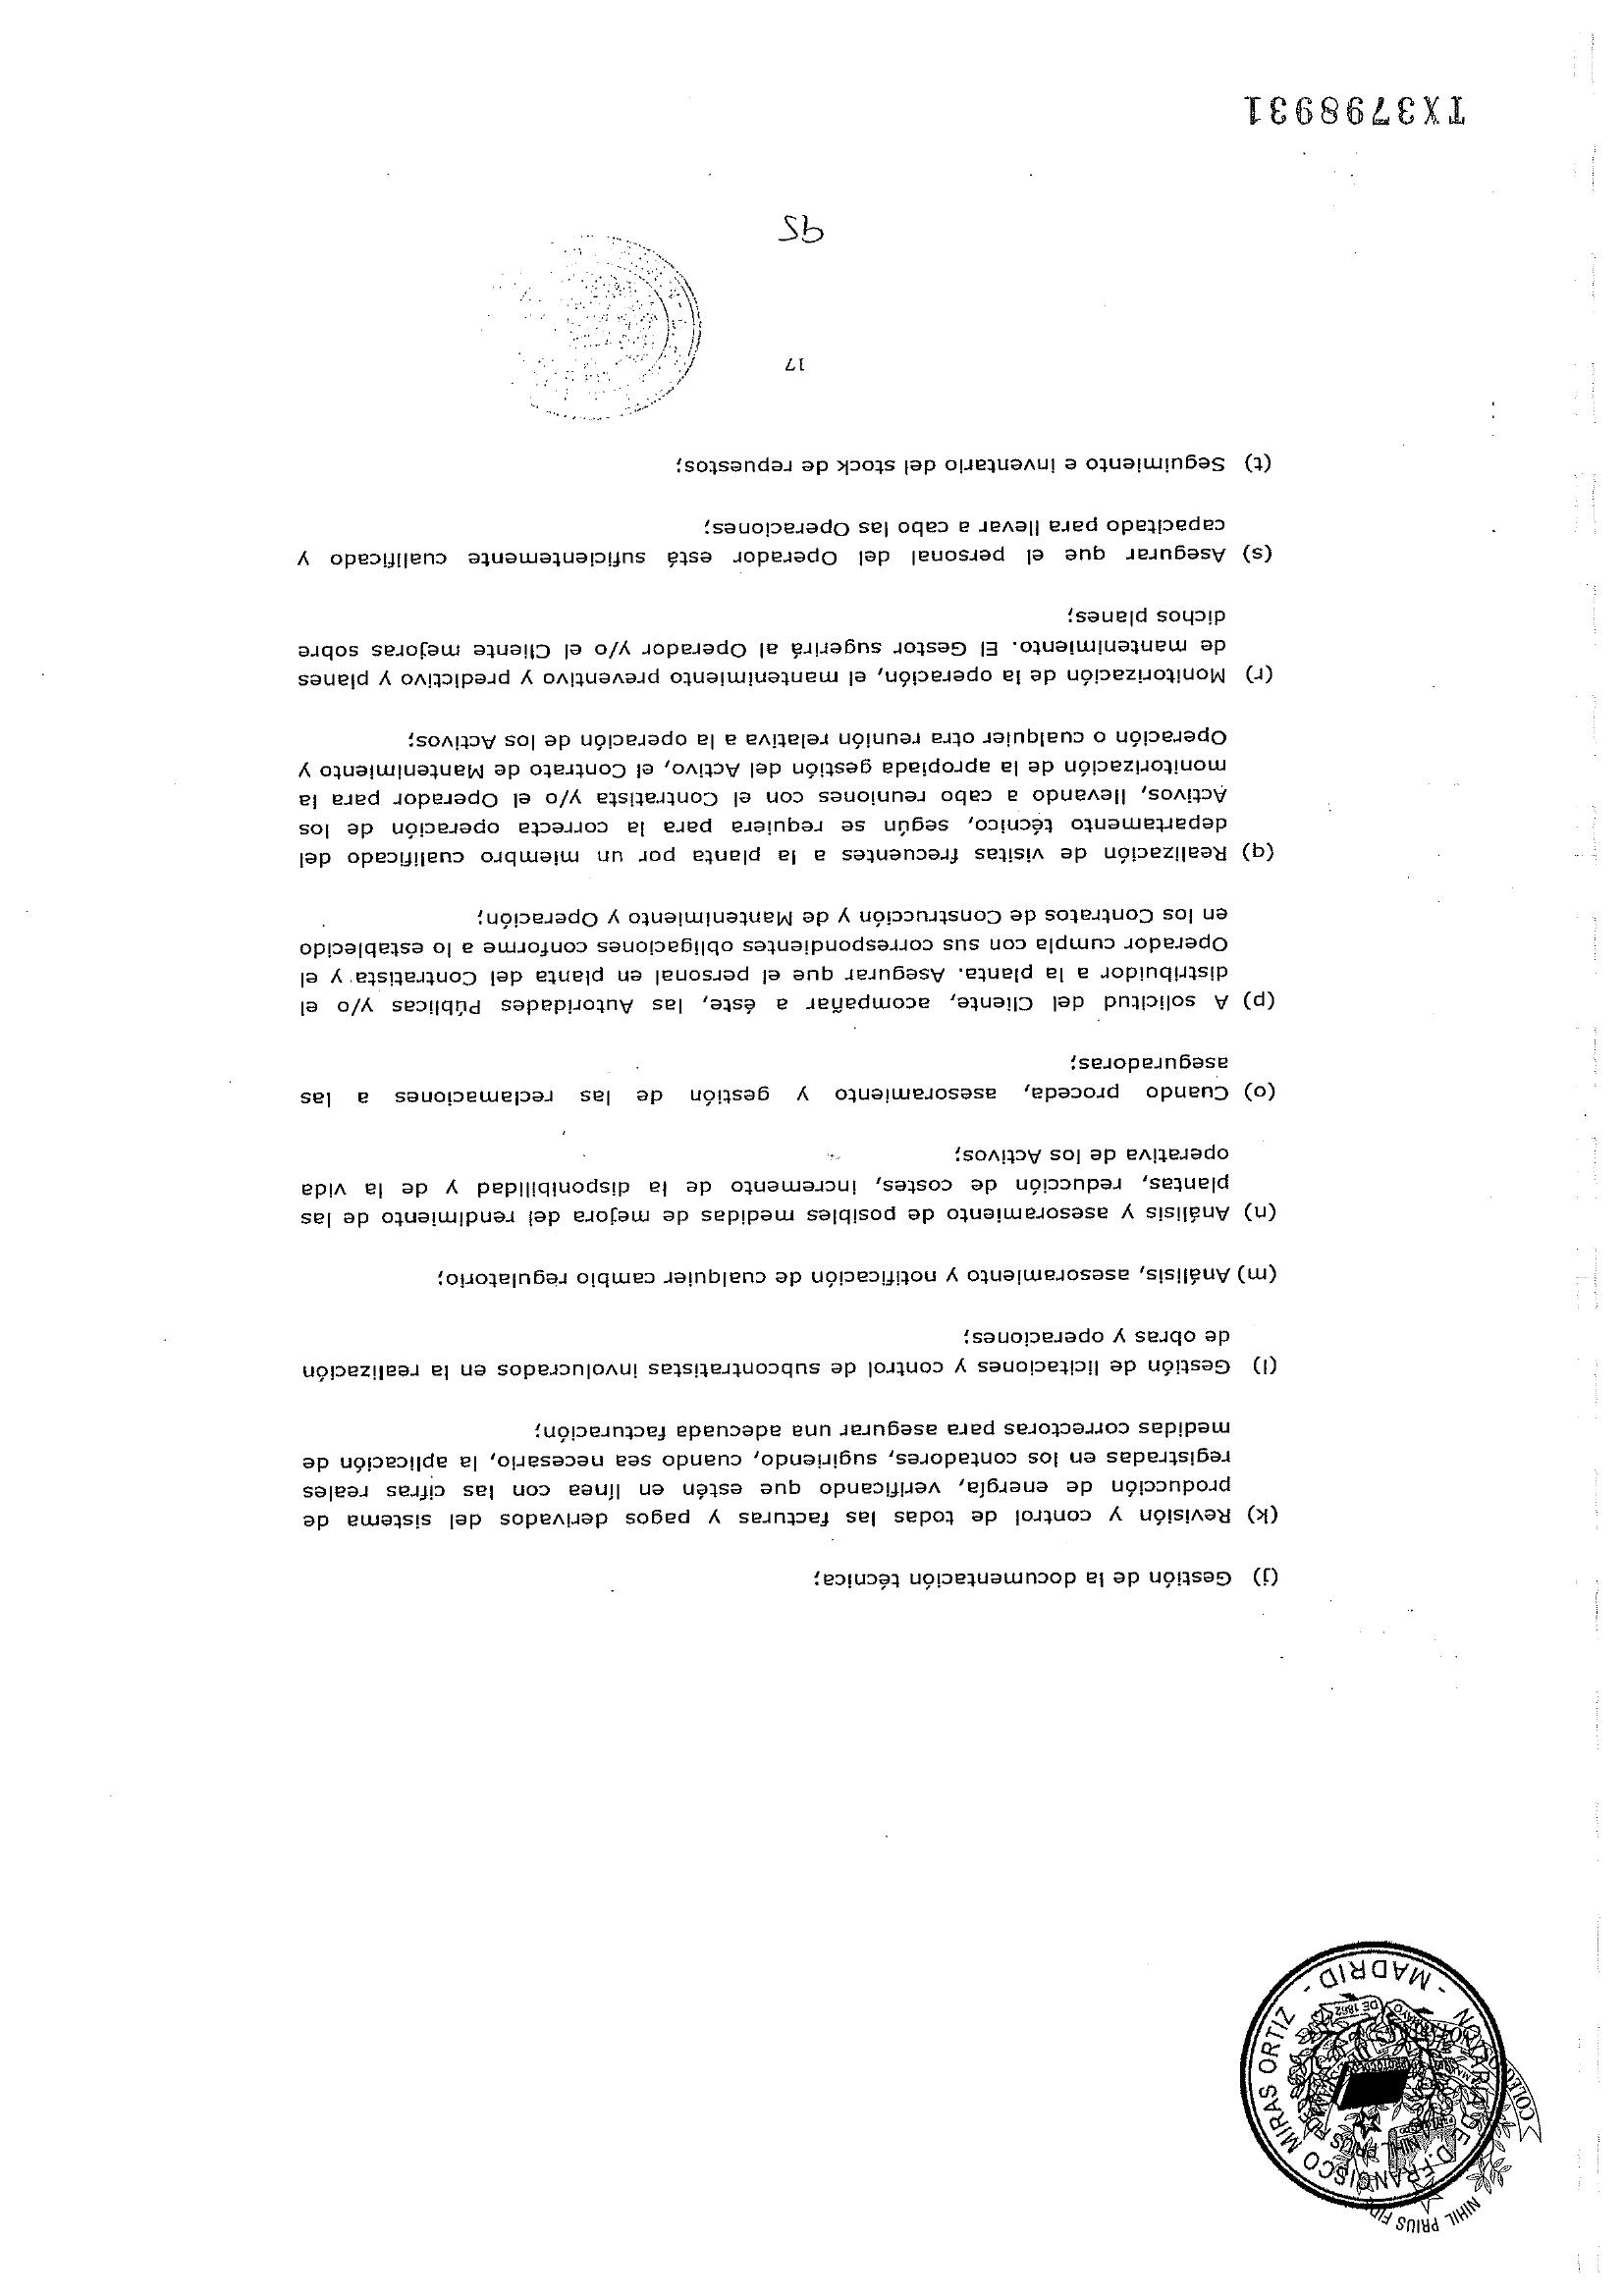 NIHIL PRIUS FIDE
NOTARIA DE D. FRANCISCO MIRAS ORTIZ
- MADRID -
(j) Gestión de la documentación técnica;
(k) Revisión y control de todas las facturas y pagos derivados del sistema de
producción de energía, verificando que estén en línea con las cifras reales
registradas en los contadores, sugiriendo, cuando sea necesario, la aplicación de
medidas correctoras para asegurar una adecuada facturación;
(l) Gestión de licitaciones y control de subcontratistas involucrados en la realización
de obras y operaciones;
(m) Análisis, asesoramiento y notificación de cualquier cambio regulatorio;
(n) Análisis y asesoramiento de posibles medidas de mejora del rendimiento de las
plantas, reducción de costes, incremento de la disponibilidad y de la vida
operativa de los Activos;
(o) Cuando proceda, asesoramiento y gestión de las reclamaciones a las
aseguradoras;
(p) A solicitud del Cliente, acompañar a éste, las Autoridades Públicas y/o el
distribuidor a la planta. Asegurar que el personal en planta del Contratista y el
Operador cumpla con sus correspondientes obligaciones conforme a lo establecido
en los Contratos de Construcción y de Mantenimiento y Operación;
(q) Realización de visitas frecuentes a la planta por un miembro cualificado del
departamento técnico, según se requiera para la correcta operación de los
Activos, llevando a cabo reuniones con el Contratista y/o el Operador para la
monitorización de la apropiada gestión del Activo, el Contrato de Mantenimiento y
Operación o cualquier otra reunión relativa a la operación de los Activos;
(r) Monitorización de la operación, el mantenimiento preventivo y predictivo y planes
de mantenimiento. El Gestor sugerirá al Operador y/o el Cliente mejoras sobre
dichos planes;
(s) Asegurar que el personal del Operador está suficientemente cualificado y
capacitado para llevar a cabo las Operaciones;
(t) Seguimiento e inventario del stock de repuestos;
17
95
TX3798931